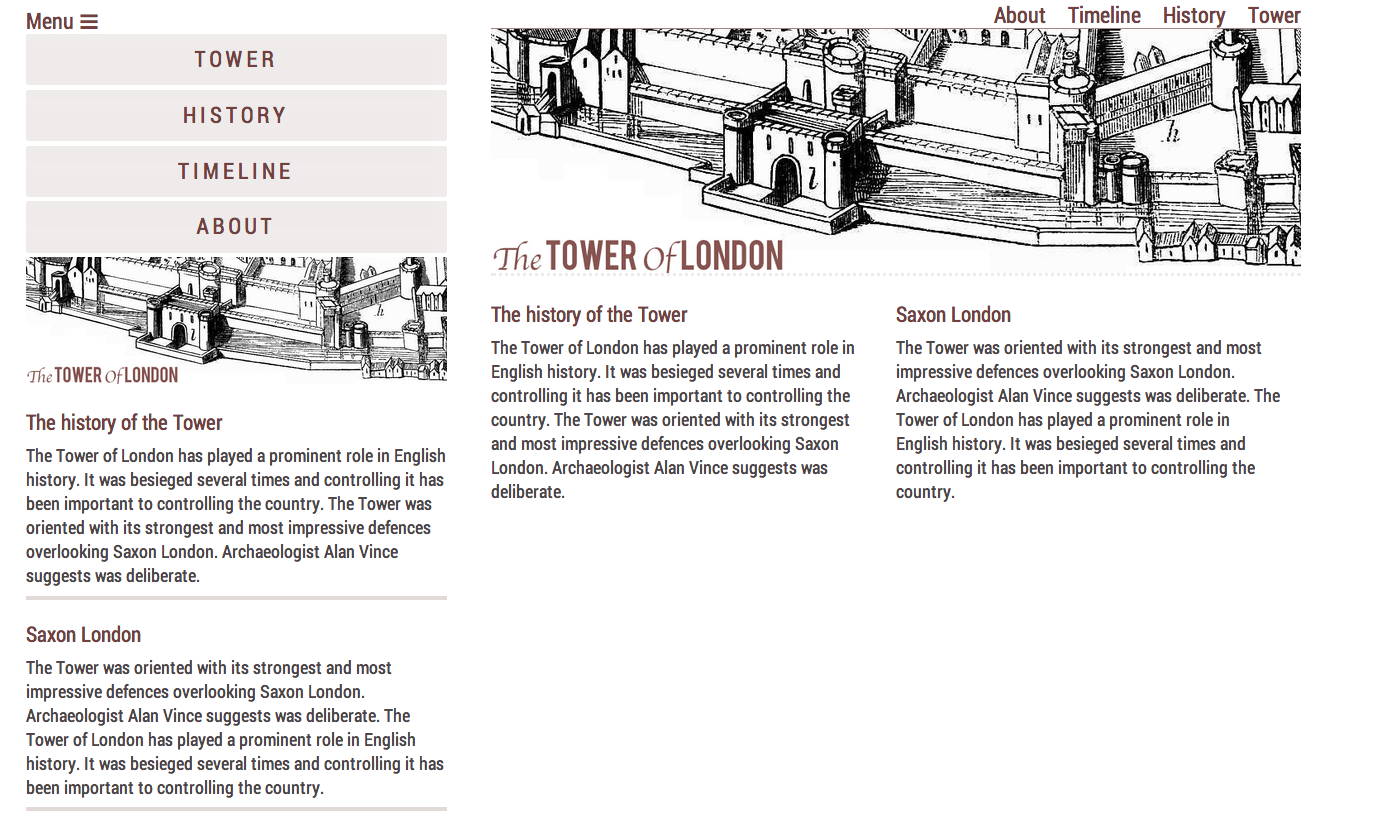 Menu ☰
TOWER
HISTORY
TIMELINE
ABOUT
h
l
The TOWER Of LONDON
The history of the Tower
The Tower of London has played a prominent role in English
history. It was besieged several times and controlling it has
been important to controlling the country. The Tower was
oriented with its strongest and most impressive defences
overlooking Saxon London. Archaeologist Alan Vince
suggests was deliberate.
Saxon London
The Tower was oriented with its strongest and most
impressive defences overlooking Saxon London.
Archaeologist Alan Vince suggests was deliberate. The
Tower of London has played a prominent role in English
history. It was besieged several times and controlling it has
been important to controlling the country.
About Timeline History Tower
h
l
The TOWER Of LONDON
The history of the Tower
The Tower of London has played a prominent role in
English history. It was besieged several times and
controlling it has been important to controlling the
country. The Tower was oriented with its strongest
and most impressive defences overlooking Saxon
London. Archaeologist Alan Vince suggests was
deliberate.
Saxon London
The Tower was oriented with its strongest and most
impressive defences overlooking Saxon London.
Archaeologist Alan Vince suggests was deliberate. The
Tower of London has played a prominent role in
English history. It was besieged several times and
controlling it has been important to controlling the
country.